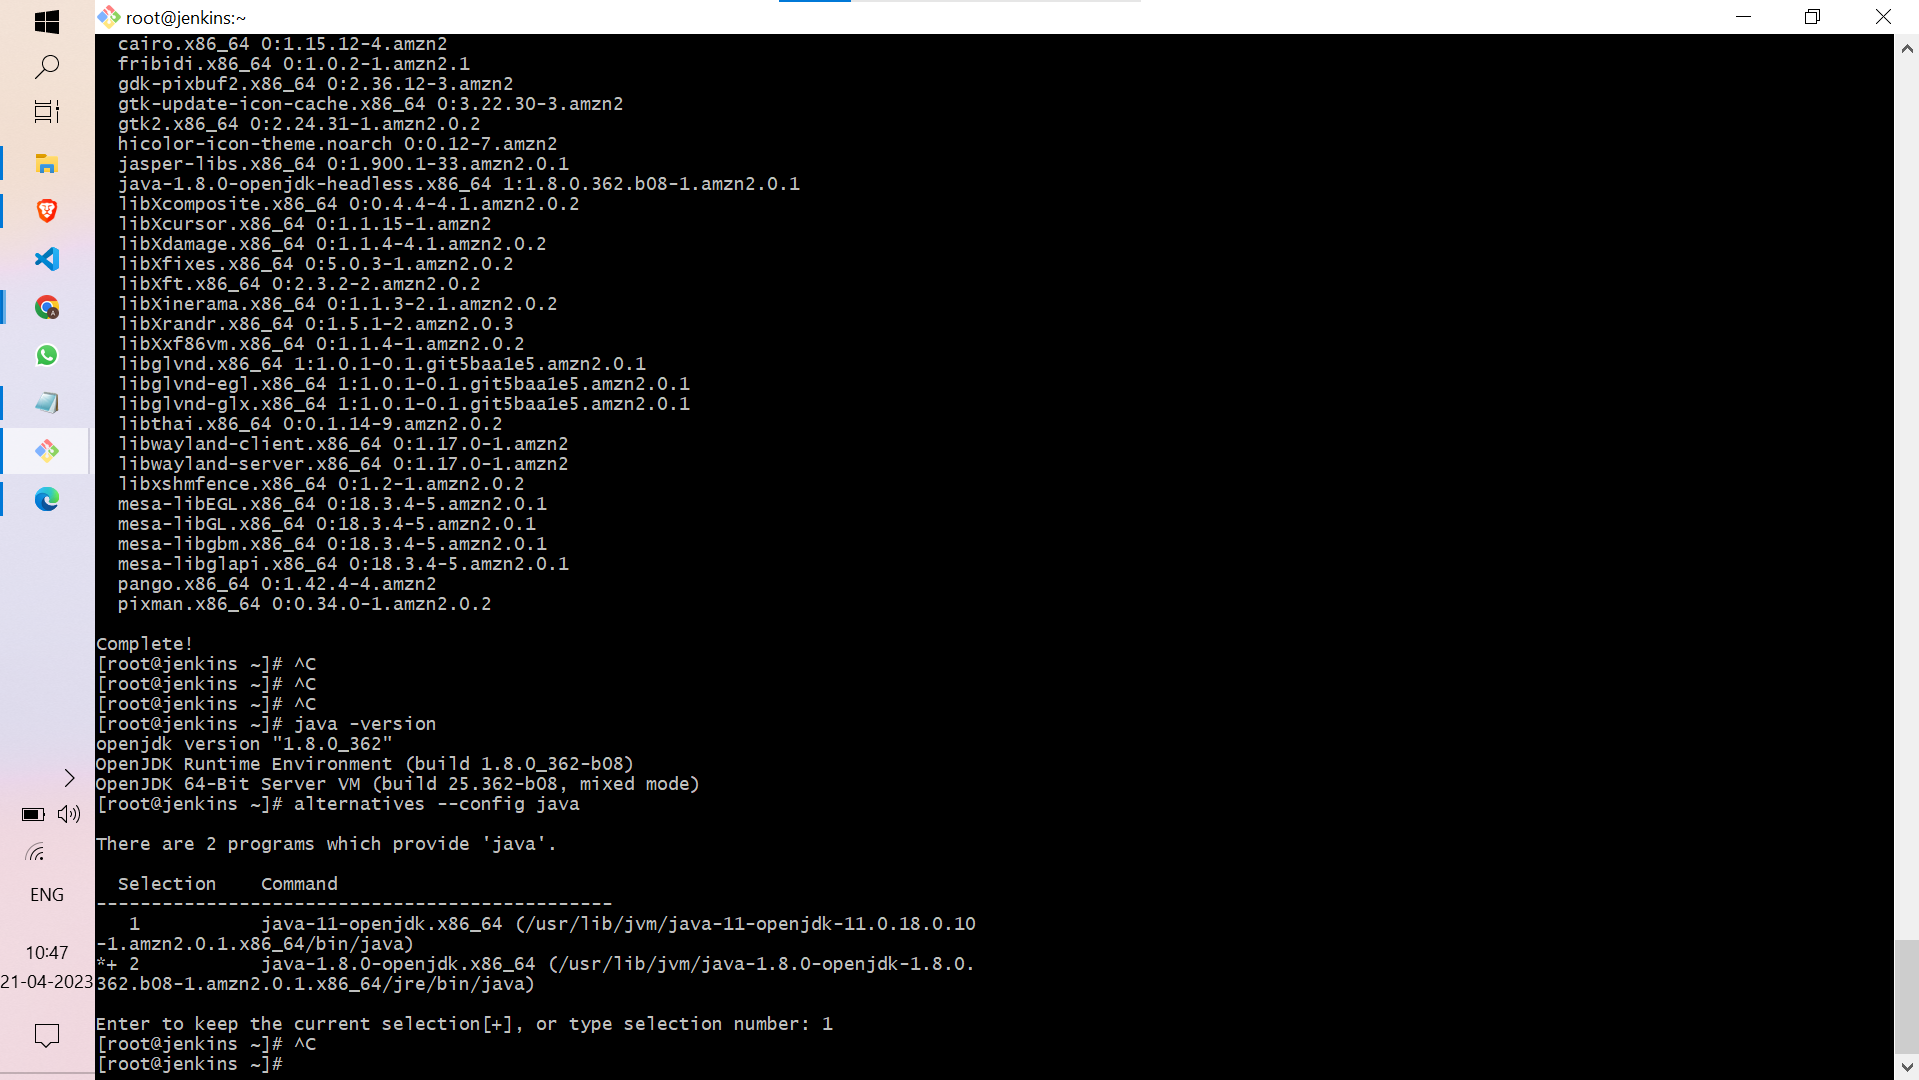 root@jenkins:~
cairo.x86_64 0:1.15.12-4.amzn2
fribidi.x86_64 0:1.0.2-1.amzn2.1
gdk-pixbuf2.x86_64 0:2.36.12-3.amzn2
gtk-update-icon-cache.x86_64 0:3.22.30-3.amzn2
gtk2.x86_64 0:2.24.31-1.amzn2.0.2
hicolor-icon-theme.noarch 0:0.12-7.amzn2
jasper-libs.x86_64 0:1.900.1-33.amzn2.0.1
java-1.8.0-openjdk-headless.x86_64 1:1.8.0.362.b08-1.amzn2.0.1
libXcomposite.x86_64 0:0.4.4-4.1.amzn2.0.2
libXcursor.x86_64 0:1.1.15-1.amzn2
libXdamage.x86_64 0:1.1.4-4.1.amzn2.0.2
libXfixes.x86_64 0:5.0.3-1.amzn2.0.2
libXft.x86_64 0:2.3.2-2.amzn2.0.2
libXinerama.x86_64 0:1.1.3-2.1.amzn2.0.2
libXrandr.x86_64 0:1.5.1-2.amzn2.0.3
libXxf86vm.x86_64 0:1.1.4-1.amzn2.0.2
libglvnd.x86_64 1:1.0.1-0.1.git5baa1e5.amzn2.0.1
libglvnd-egl.x86_64 1:1.0.1-0.1.git5baa1e5.amzn2.0.1
libglvnd-glx.x86_64 1:1.0.1-0.1.git5baa1e5.amzn2.0.1
libthai.x86_64 0:0.1.14-9.amzn2.0.2
libwayland-client.x86_64 0:1.17.0-1.amzn2
libwayland-server.x86_64 0:1.17.0-1.amzn2
libxshmfence.x86_64 0:1.2-1.amzn2.0.2
mesa-libEGL.x86_64 0:18.3.4-5.amzn2.0.1
mesa-libGL.x86_64 0:18.3.4-5.amzn2.0.1
mesa-libgbm.x86_64 0:18.3.4-5.amzn2.0.1
mesa-libglapi.x86_64 0:18.3.4-5.amzn2.0.1
pango.x86_64 0:1.42.4-4.amzn2
pixman.x86_64 0:0.34.0-1.amzn2.0.2
Complete!
[root@jenkins ~]# ^C
[root@jenkins ~]# ^C
[root@jenkins ~]# ^C
[root@jenkins ~]# java -version
openjdk version "1.8.0_362"
OpenJDK Runtime Environment (build 1.8.0_362-b08)
OpenJDK 64-Bit Server VM (build 25.362-b08, mixed mode)
[root@jenkins ~]# alternatives --config java
There are 2 programs which provide 'java'.
Selection    Command
-----------------------------------------------
1           java-11-openjdk.x86_64 (/usr/lib/jvm/java-11-openjdk-11.0.18.0.10
-1.amzn2.0.1.x86_64/bin/java)
*+ 2           java-1.8.0-openjdk.x86_64 (/usr/lib/jvm/java-1.8.0-openjdk-1.8.0.
362.b08-1.amzn2.0.1.x86_64/jre/bin/java)
Enter to keep the current selection[+], or type selection number: 1
[root@jenkins ~]# ^C
[root@jenkins ~]#
ENG
10:47
21-04-2023